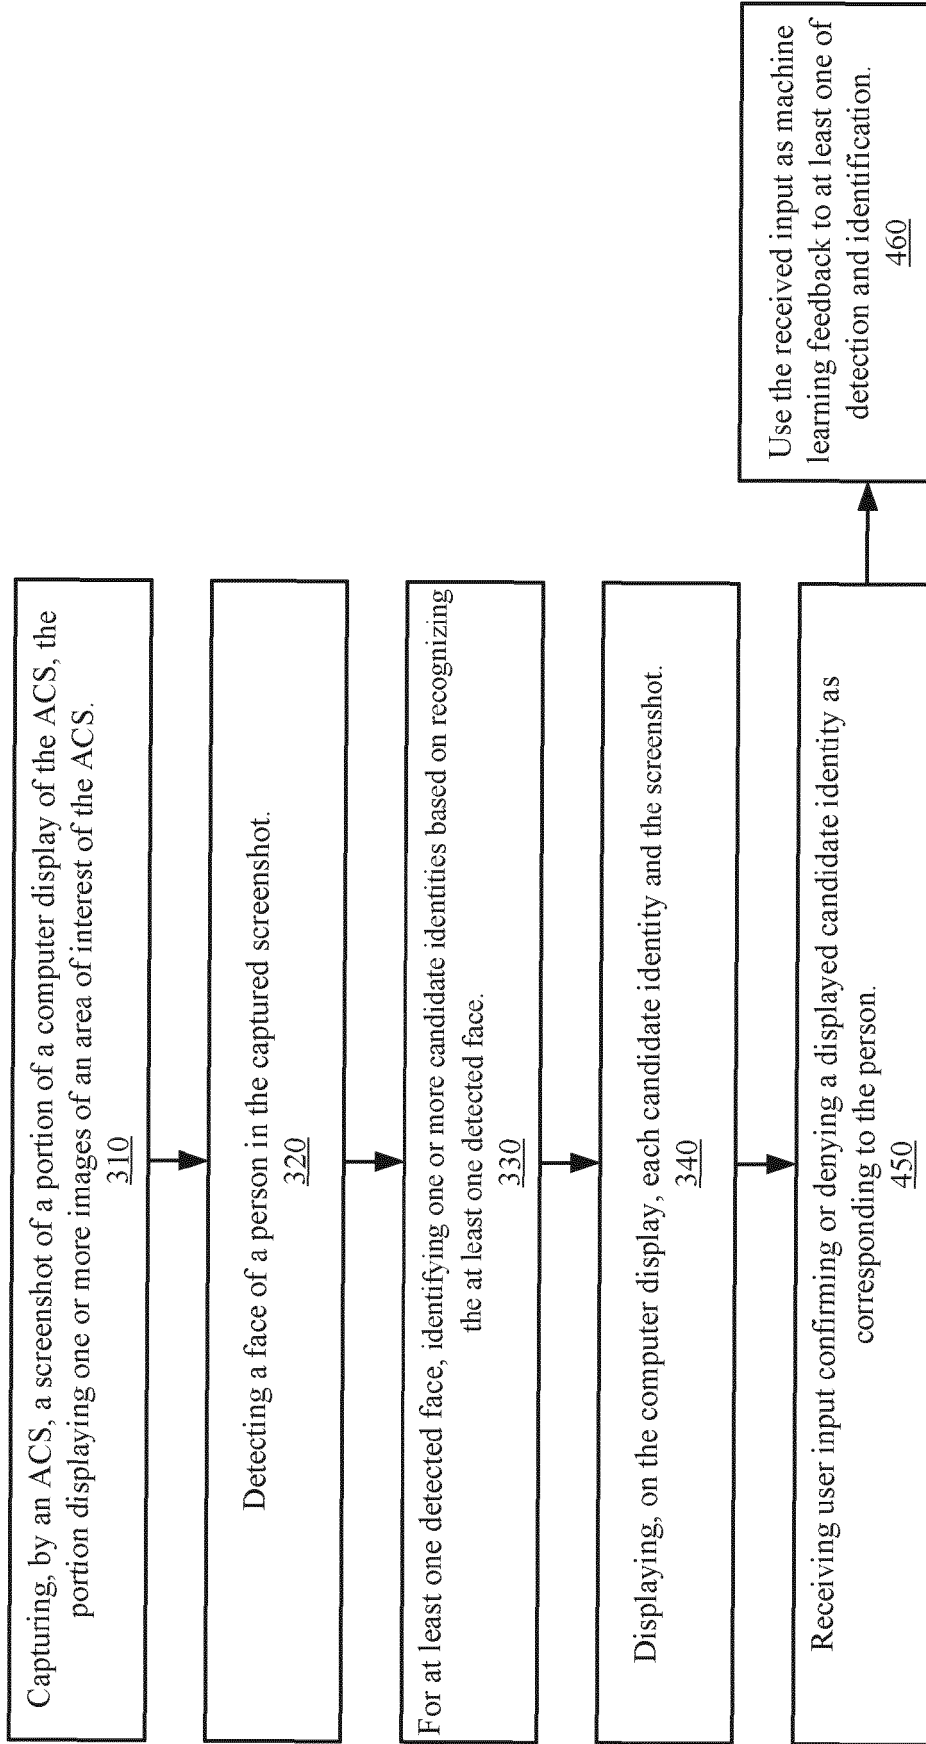 Capturing, by an ACS, a screenshot of a portion of a computer display of the ACS, the
portion displaying one or more images of an area of interest of the ACS.
310
Detecting a face of a person in the captured screenshot.
320
For at least one detected face, identifying one or more candidate identities based on recognizing
the at least one detected face.
330
Displaying, on the computer display, each candidate identity and the screenshot.
340
Receiving user input confirming or denying a displayed candidate identity as
corresponding to the person.
450
Use the received input as machine
learning feedback to at least one of
detection and identification.
460